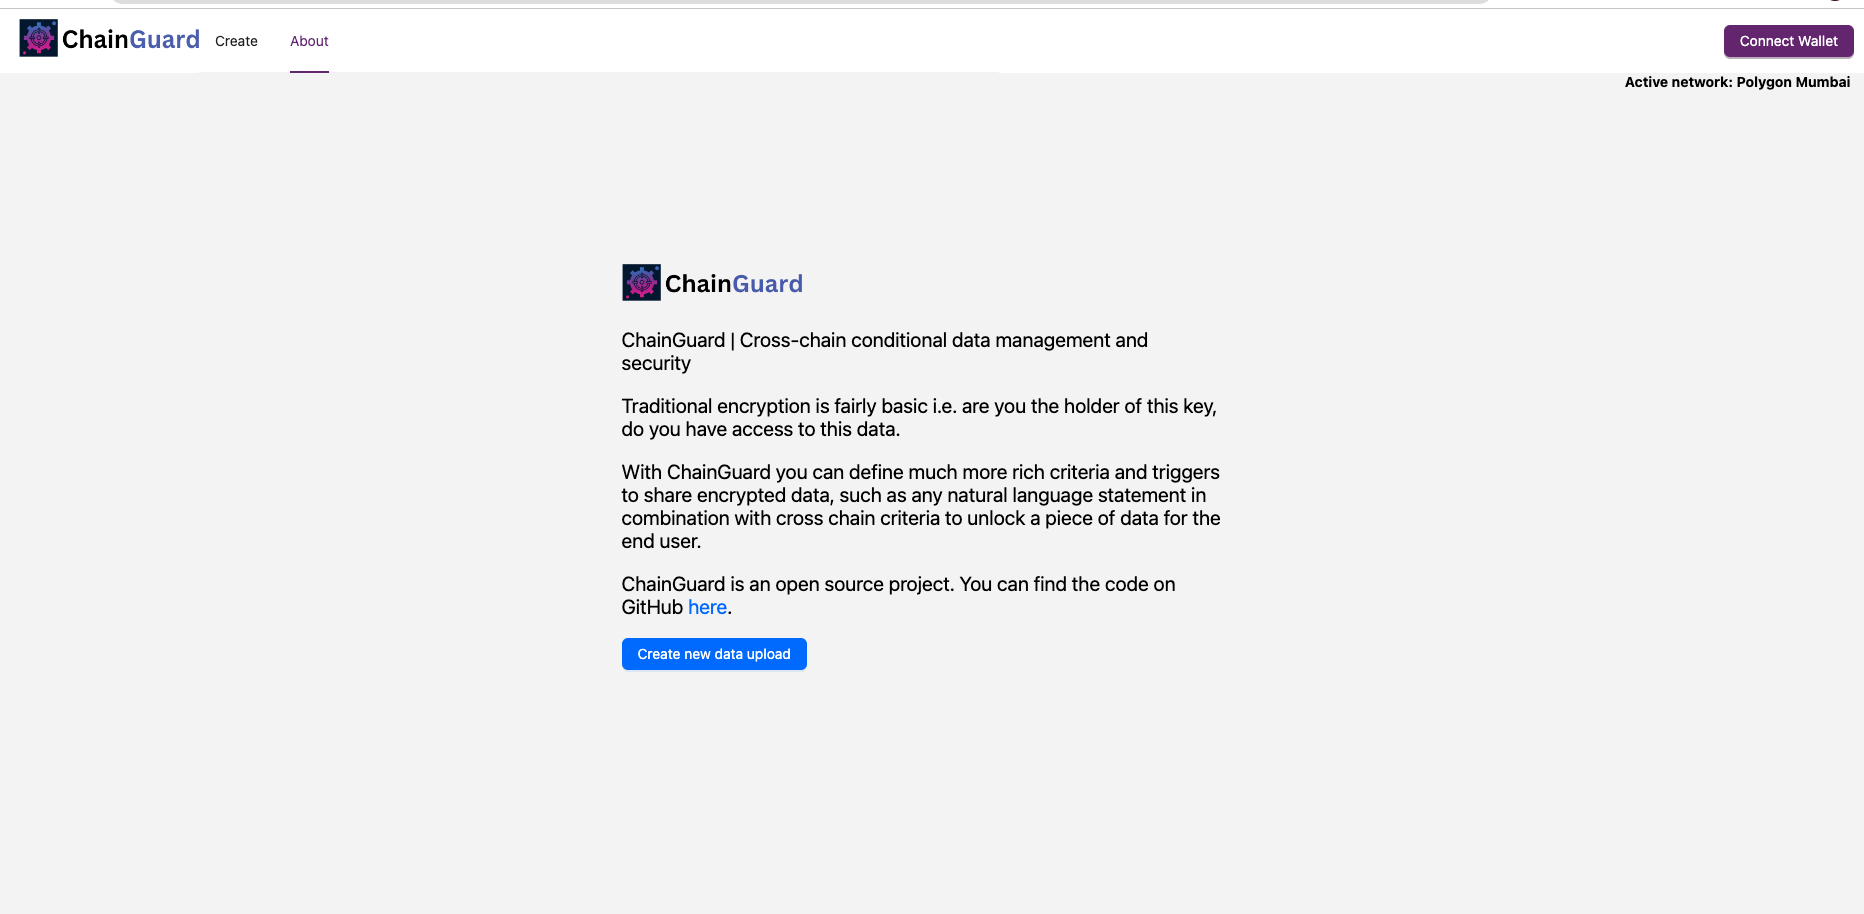 ChainGuard Create About Connect Wallet
Active network: Polygon Mumbai
ChainGuard
ChainGuard | Cross-chain conditional data management and
security
Traditional encryption is fairly basic i.e. are you the holder of this key,
do you have access to this data.
With ChainGuard you can define much more rich criteria and triggers
to share encrypted data, such as any natural language statement in
combination with cross chain criteria to unlock a piece of data for the
end user.
ChainGuard is an open source project. You can find the code on
GitHub here.
Create new data upload